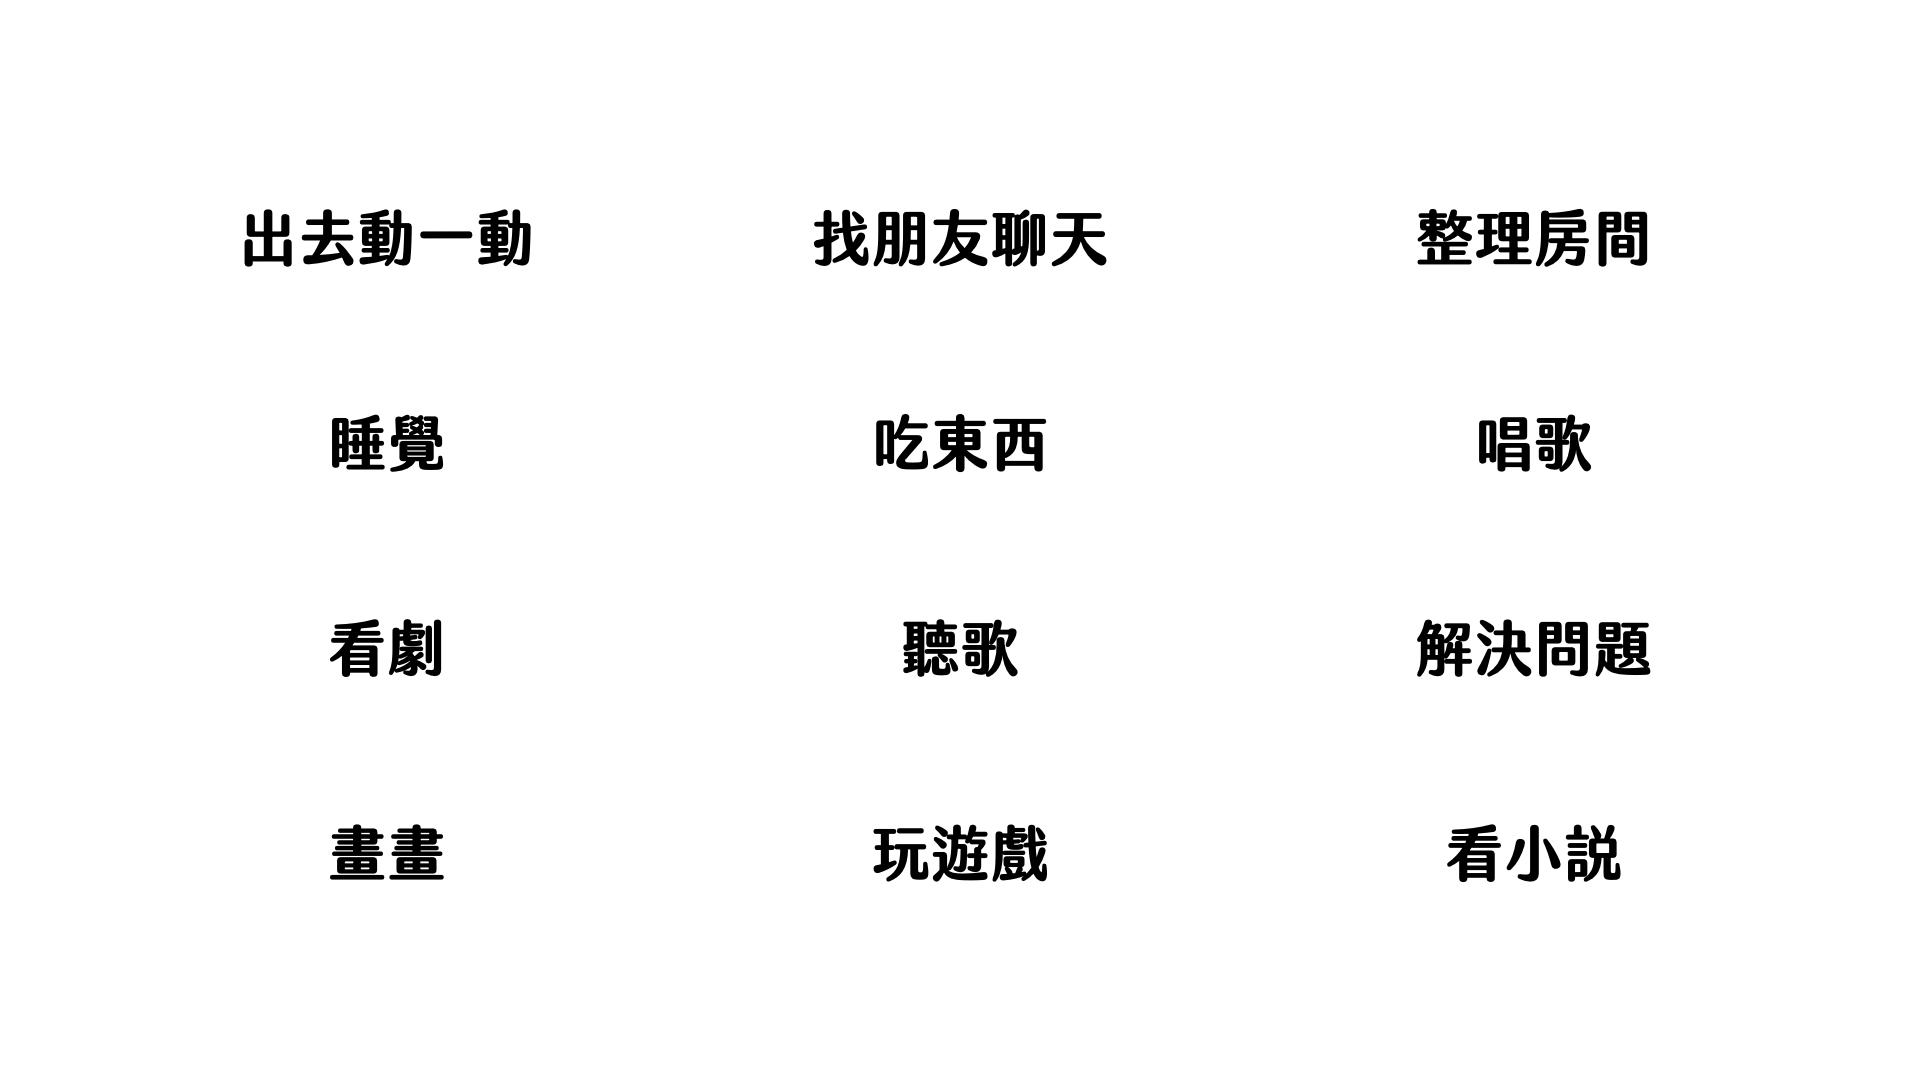 出去動一動 找朋友聊天 整理房間
睡覺 吃東西 唱歌
看劇 聽歌 解決問題
畫畫 玩遊戲 看小説